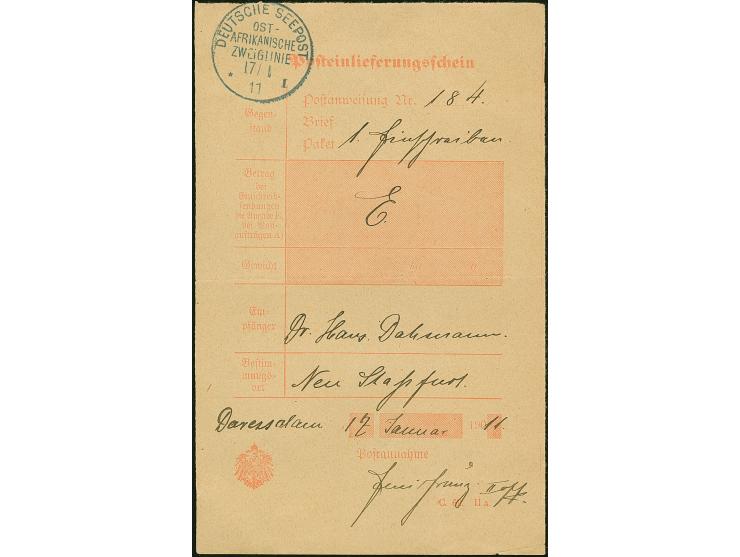 DEUTSCHE SEEPOST
OST-
AFRIKANISCHE
ZWEIGLINIE
17/1
11 I
Posteinlieferungsschein
Gegen-
stand
Postanweisung Nr. 184.
Brief
Paket 1. Einschreiben
Betrag
der
E.
Gewicht
Em-
pfänger
Dr. Hans. Dahmann.
Bestim-
mungs-
ort
Neu Stassfurt.
Daressalam 17 Januar 1911.
Postannahme